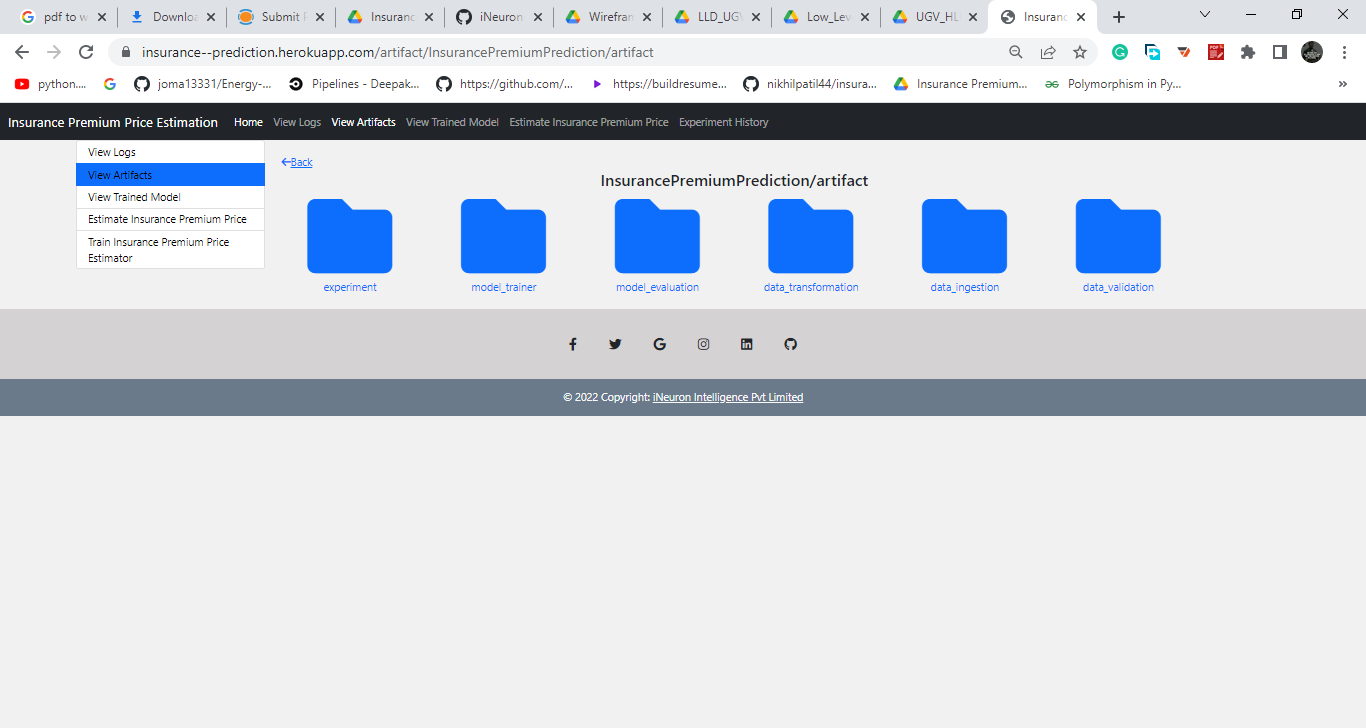 pdf to w
Downloa
Submit F
Insuranc
iNeuron
Wirefran
LLD_UGV
Low_Lev
UGV_HL
Insuranc
insurance--prediction.herokuapp.com/artifact/InsurancePremiumPrediction/artifact
python....
joma13331/Energy-...
Pipelines - Deepak...
https://github.com/...
https://buildresume...
nikhilpatil44/insura...
Insurance Premium...
Polymorphism in Py...
»
Insurance Premium Price Estimation Home View Logs View Artifacts View Trained Model Estimate Insurance Premium Price Experiment History
View Logs
View Artifacts
View Trained Model
Estimate Insurance Premium Price
Train Insurance Premium Price
Estimator
←Back
InsurancePremiumPrediction/artifact
experiment
model_trainer
model_evaluation
data_transformation
data_ingestion
data_validation
© 2022 Copyright: iNeuron Intelligence Pvt Limited